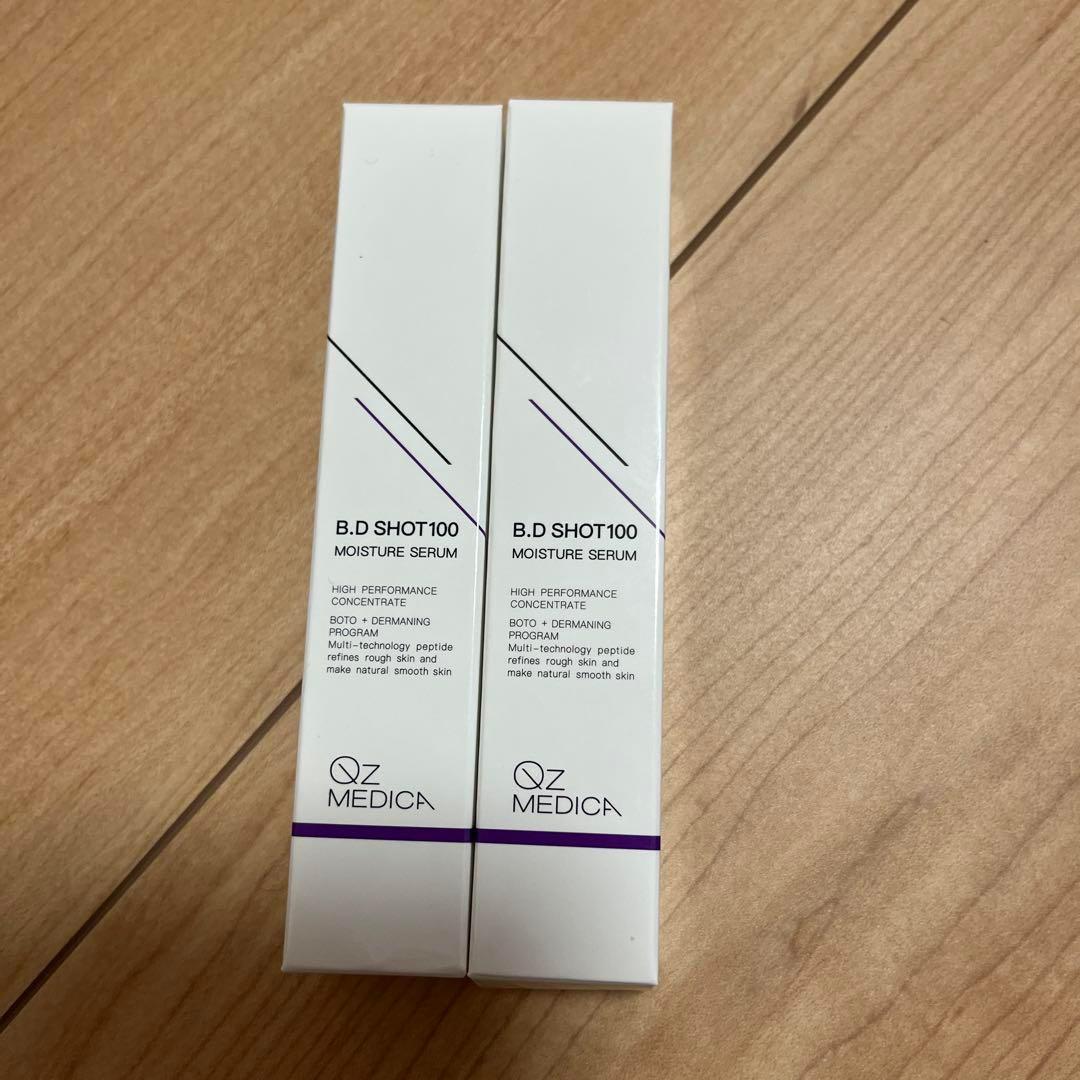 B.D SHOT100
MOISTURE SERUM
HIGH PERFORMANCE
CONCENTRATE
BOTO + DERMANING
PROGRAM
Multi-technology peptide
refines rough skin and
make natural smooth skin
Qz
MEDICA
B.D SHOT100
MOISTURE SERUM
HIGH PERFORMANCE
CONCENTRATE
BOTO + DERMANING
PROGRAM
Multi-technology peptide
refines rough skin and
make natural smooth skin
Qz
MEDICA